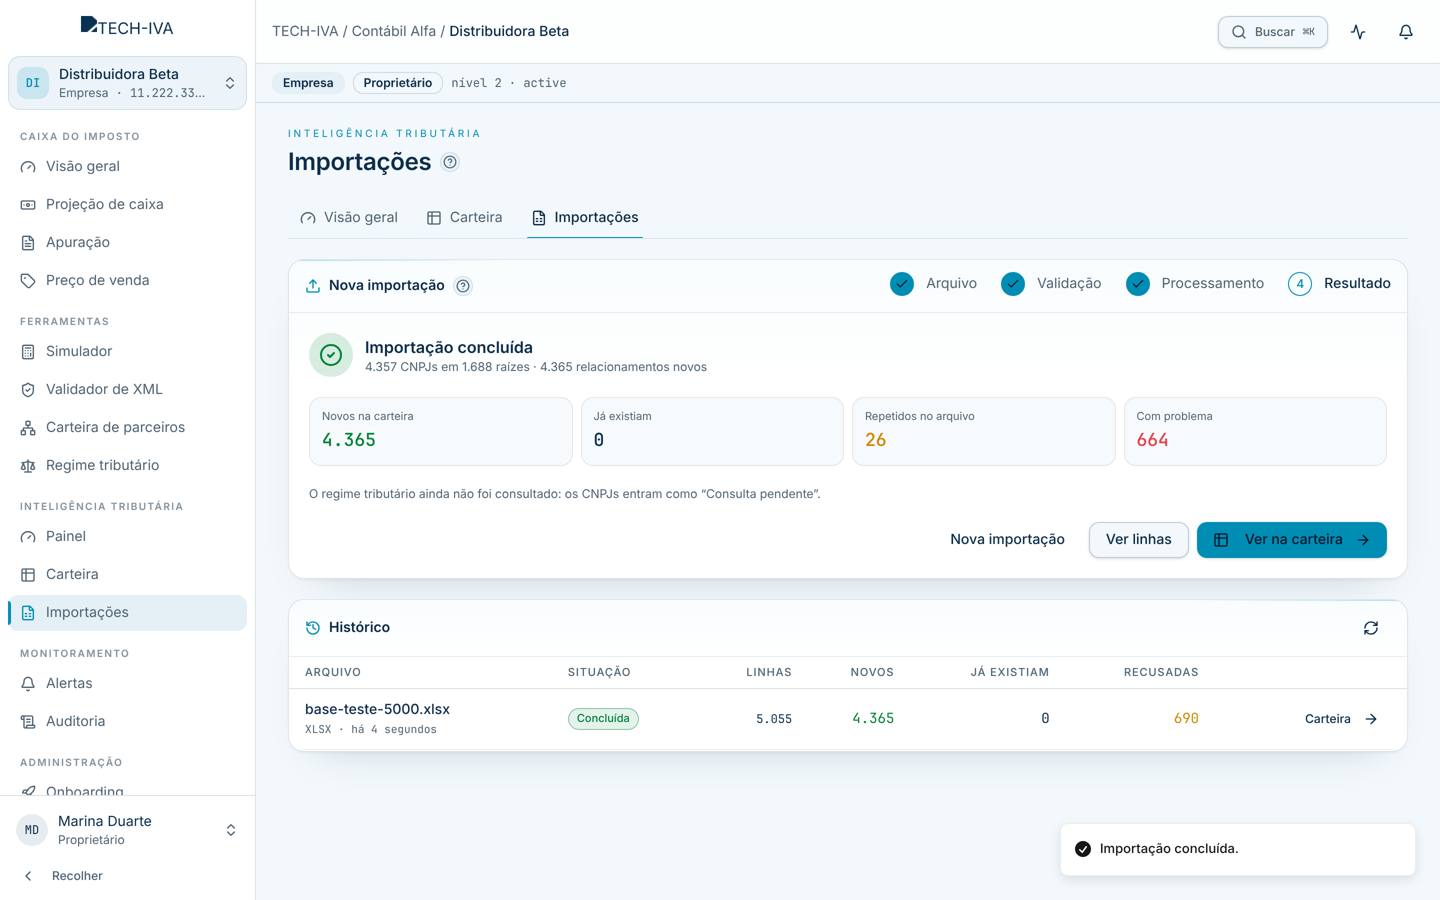 TECH-IVA
DI
Distribuidora Beta
Empresa · 11.222.33...
CAIXA DO IMPOSTO
Visão geral
Projeção de caixa
Apuração
Preço de venda
FERRAMENTAS
Simulador
Validador de XML
Carteira de parceiros
Regime tributário
INTELIGÊNCIA TRIBUTÁRIA
Painel
Carteira
Importações
MONITORAMENTO
Alertas
Auditoria
ADMINISTRAÇÃO
Onboarding
MD
Marina Duarte
Proprietário
Recolher
TECH-IVA / Contábil Alfa / Distribuidora Beta
Buscar ⌘K
Empresa Proprietário nível 2 · active
INTELIGÊNCIA TRIBUTÁRIA
Importações
Visão geral Carteira Importações
Nova importação
Arquivo Validação Processamento 4 Resultado
Importação concluída
4.357 CNPJs em 1.688 raízes · 4.365 relacionamentos novos
Novos na carteira
4.365
Já existiam
0
Repetidos no arquivo
26
Com problema
664
O regime tributário ainda não foi consultado: os CNPJs entram como “Consulta pendente”.
Nova importação Ver linhas Ver na carteira
Histórico
ARQUIVO SITUAÇÃO LINHAS NOVOS JÁ EXISTIAM RECUSADAS
base-teste-5000.xlsx
XLSX · há 4 segundos
Concluída 5.055 4.365 0 690 Carteira
Importação concluída.